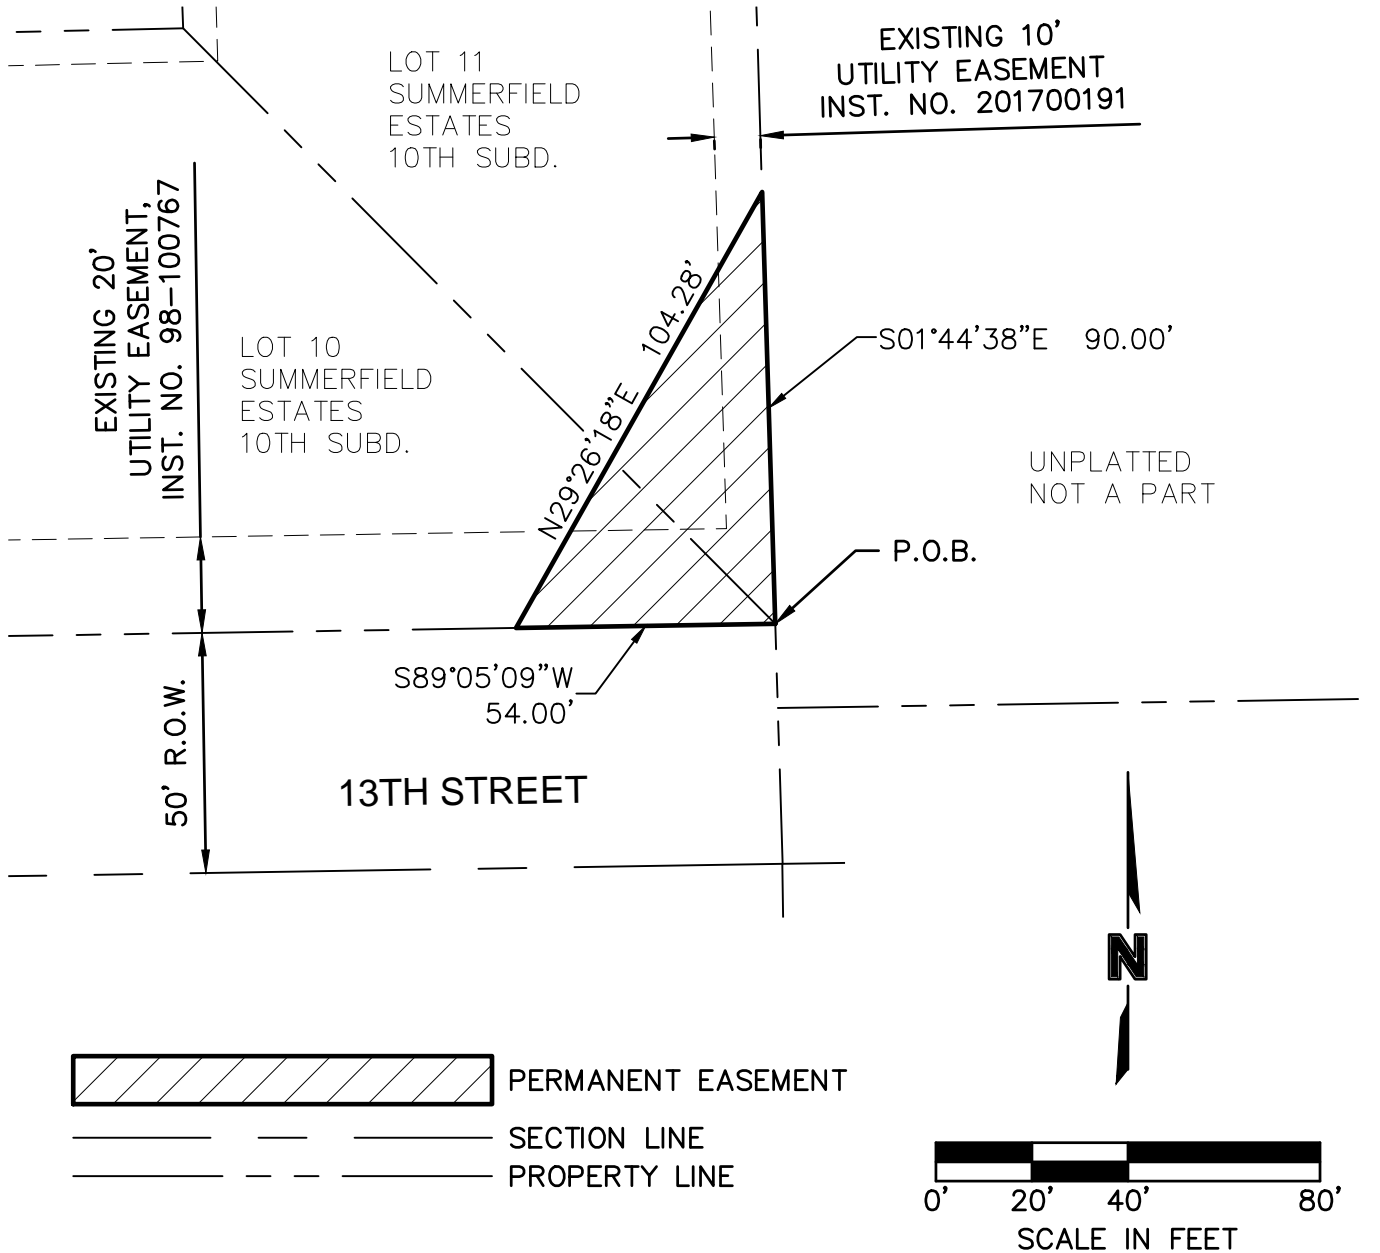 EXISTING 10'
UTILITY EASEMENT
INST. NO. 201700191
LOT 11
SUMMERFIELD
ESTATES
10TH SUBD.
EXISTING 20'
UTILITY EASEMENT,
INST. NO. 98-100767
LOT 10
SUMMERFIELD
ESTATES
10TH SUBD.
N29°26'18"E 104.28'
S01°44'38"E 90.00'
UNPLATTED
NOT A PART
P.O.B.
S89°05'09"W
54.00'
50' R.O.W.
13TH STREET
N
PERMANENT EASEMENT
SECTION LINE
PROPERTY LINE
0' 20' 40' 80'
SCALE IN FEET